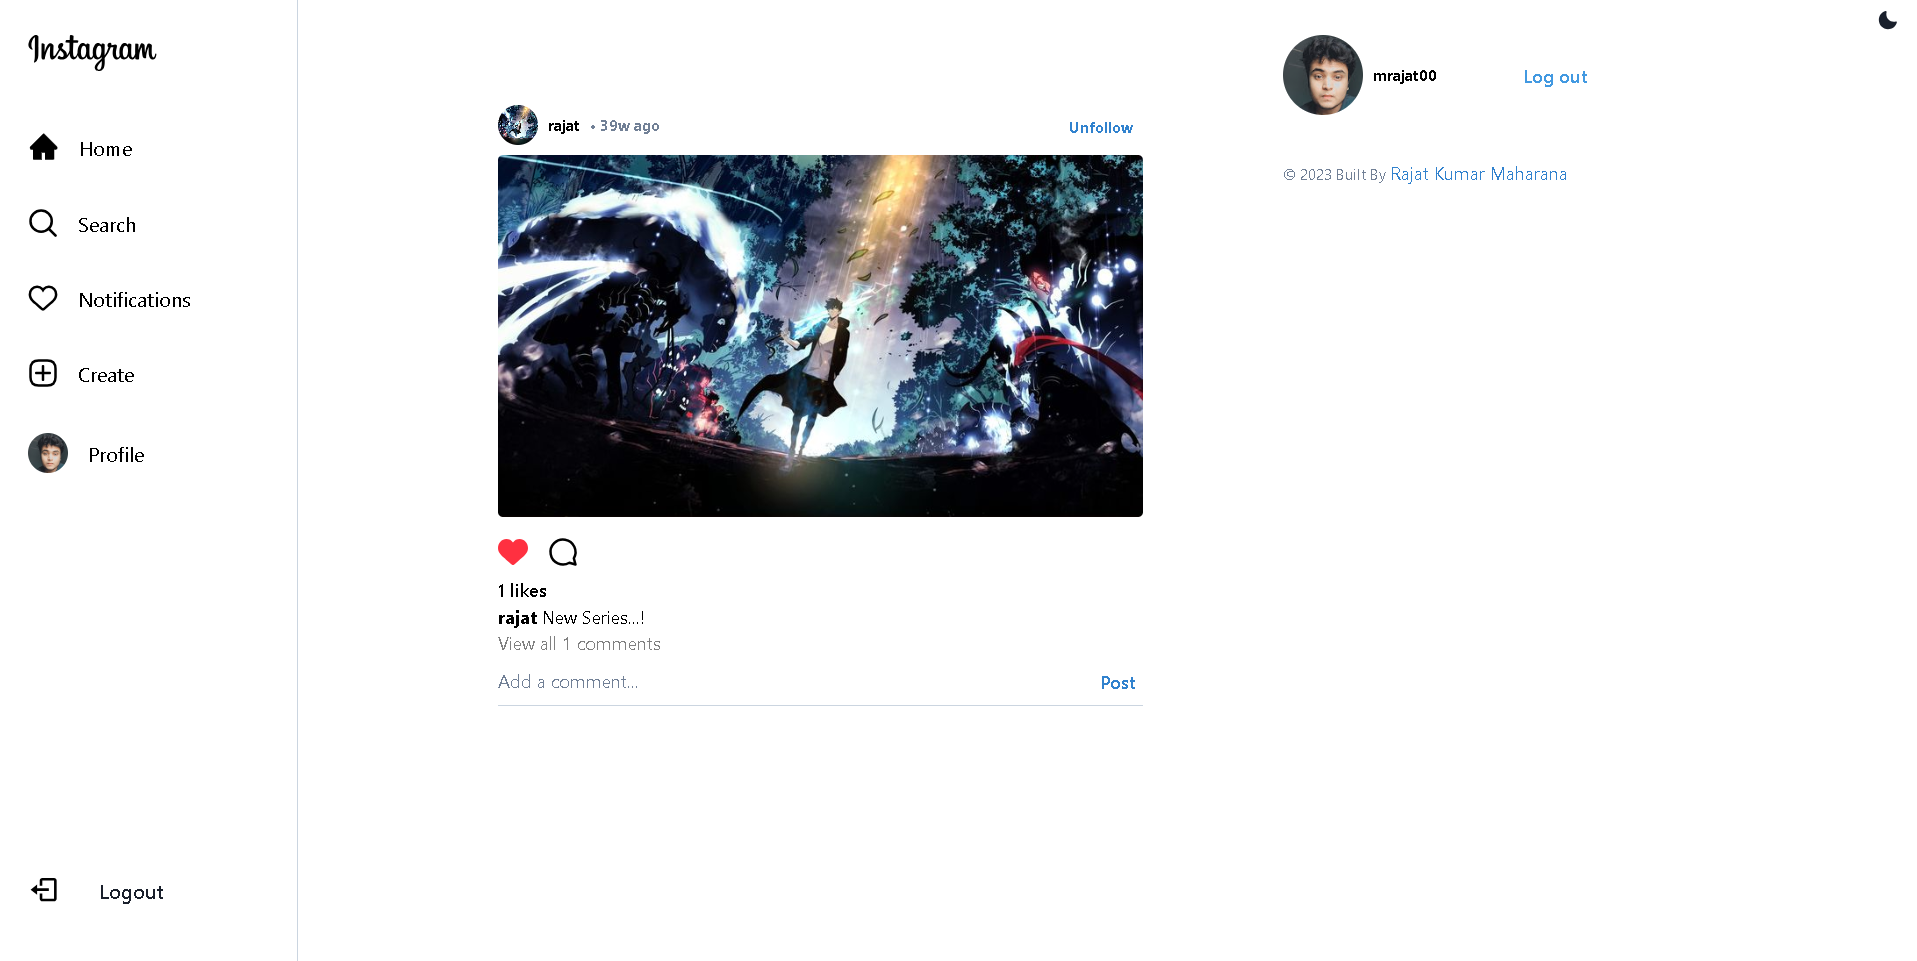 Instagram
Home
Search
Notifications
Create
Profile
Logout
rajat • 39w ago Unfollow
1 likes
rajat New Series...!
View all 1 comments
Add a comment... Post
mrajat00 Log out
© 2023 Built By Rajat Kumar Maharana